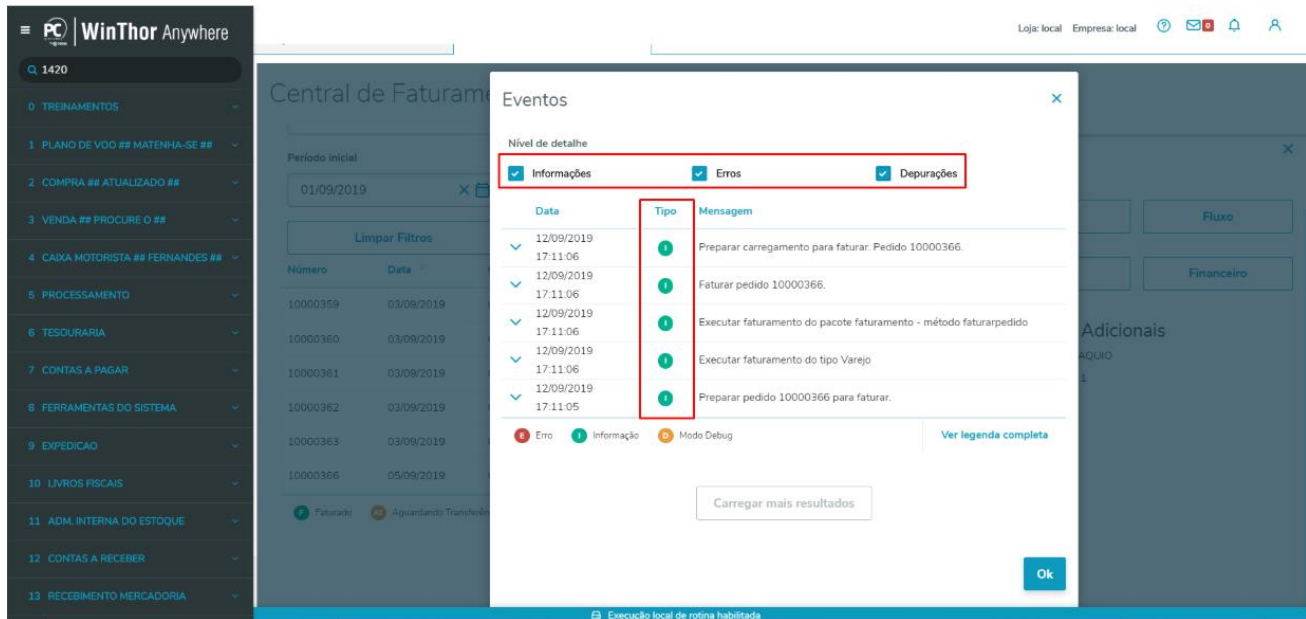 PC WinThor Anywhere
Loja: local Empresa: local
1420
0 TREINAMENTOS
1 PLANO DE VOO ## MATENHA-SE ##
2 COMPRA ## ATUALIZADO ##
3 VENDA ## PROCURE O ##
4 CAIXA MOTORISTA ## FERNANDES ##
5 PROCESSAMENTO
6 TESOURARIA
7 CONTAS A PAGAR
8 FERRAMENTAS DO SISTEMA
9 EXPEDICAO
10 LIVROS FISCAIS
11 ADM. INTERNA DO ESTOQUE
12 CONTAS A RECEBER
13 RECEBIMENTO MERCADORIA
Central de Faturame
Período inicial
01/09/2019
Limpar Filtros
Número Data
10000359 03/09/2019
10000360 03/09/2019
10000361 03/09/2019
10000362 03/09/2019
10000363 03/09/2019
10000366 05/09/2019
F Faturado AT Aguardando Transferên
Eventos
Nível de detalhe
Informações Erros Depurações
Data Tipo Mensagem
12/09/2019
17:11:06
I Preparar carregamento para faturar. Pedido 10000366.
12/09/2019
17:11:06
I Faturar pedido 10000366.
12/09/2019
17:11:06
I Executar faturamento do pacote faturamento - método faturarpedido
12/09/2019
17:11:06
I Executar faturamento do tipo Varejo
12/09/2019
17:11:05
I Preparar pedido 10000366 para faturar.
E Erro I Informação D Modo Debug Ver legenda completa
Carregar mais resultados
Ok
Fluxo
Financeiro
Adicionais
AQUIO
1
Execução local de rotina habilitada